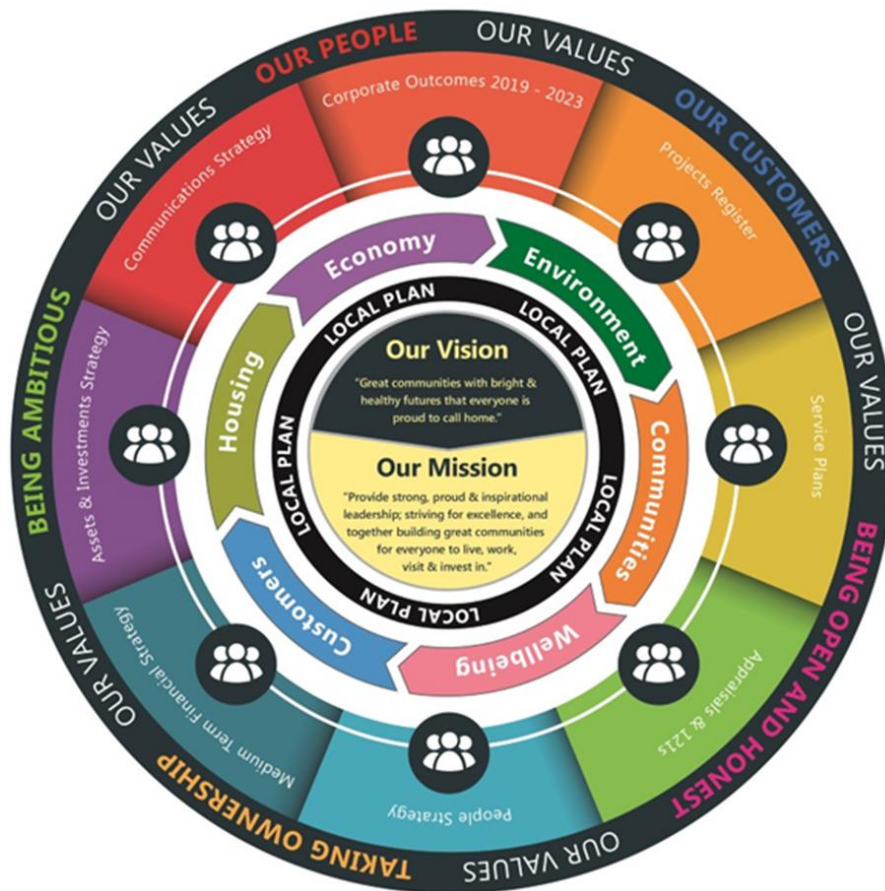 OUR VALUES
OUR PEOPLE
OUR VALUES
OUR CUSTOMERS
OUR VALUES
BEING OPEN AND HONEST
OUR VALUES
TAKING OWNERSHIP
OUR VALUES
BEING AMBITIOUS
Corporate Outcomes 2019 - 2023
Projects Register
Service Plans
Appraisals & 121s
People Strategy
Medium Term Financial Strategy
Assets & Investments Strategy
Communications Strategy
Economy
Environment
Communities
Wellbeing
Customers
Housing
LOCAL PLAN
LOCAL PLAN
LOCAL PLAN
LOCAL PLAN
LOCAL PLAN
LOCAL PLAN
Our Vision
"Great communities with bright &
healthy futures that everyone is
proud to call home."
Our Mission
"Provide strong, proud & inspirational
leadership; striving for excellence, and
together building great communities
for everyone to live, work,
visit & invest in."